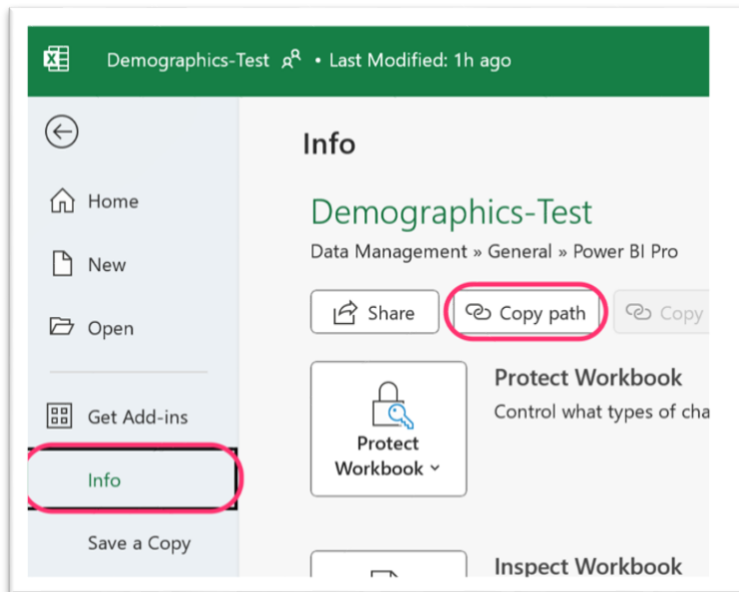 Demographics-Test • Last Modified: 1h ago
Info
Home
Demographics-Test
Data Management » General » Power BI Pro
New
Share
Copy path
Copy
Open
Protect Workbook
Control what types of cha
Get Add-ins
Protect
Workbook
Info
Save a Copy
Inspect Workbook